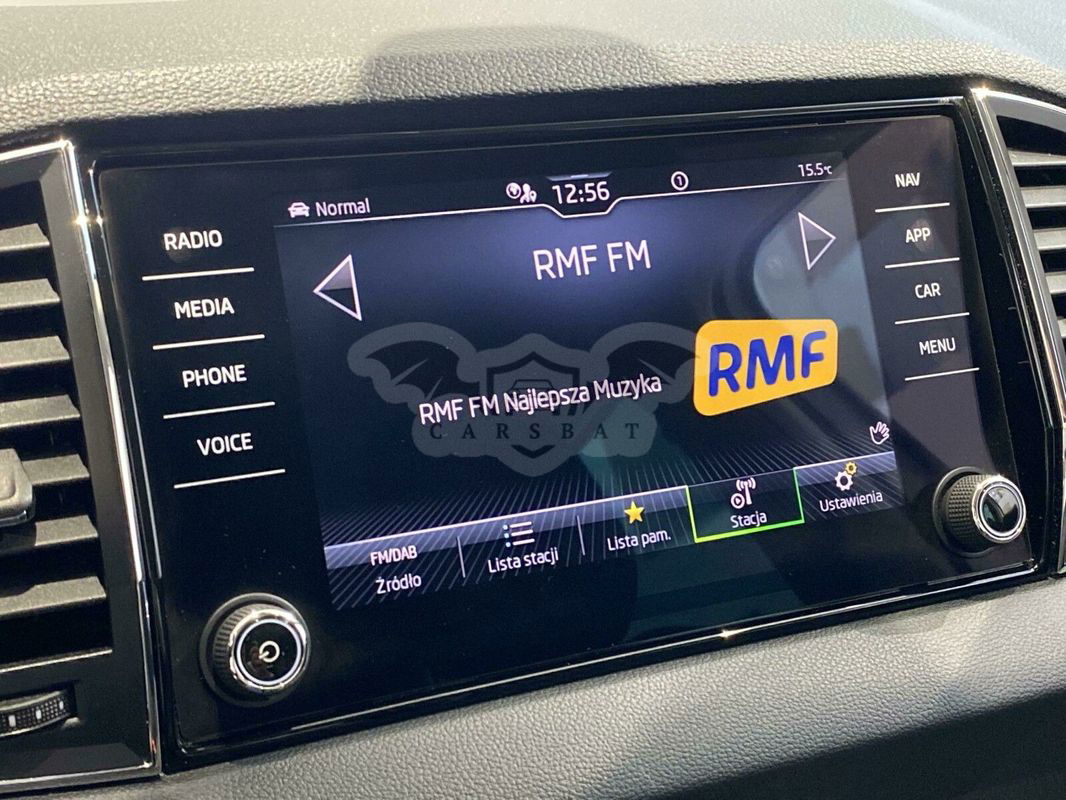 Normal
12:56
1
15.5°C
RADIO
MEDIA
PHONE
VOICE
RMF FM
RMF FM Najlepsza Muzyka
RMF
CARSBAT
NAV
APP
CAR
MENU
FM/DAB
Źródło
Lista stacji
Lista pam.
Stacja
Ustawienia